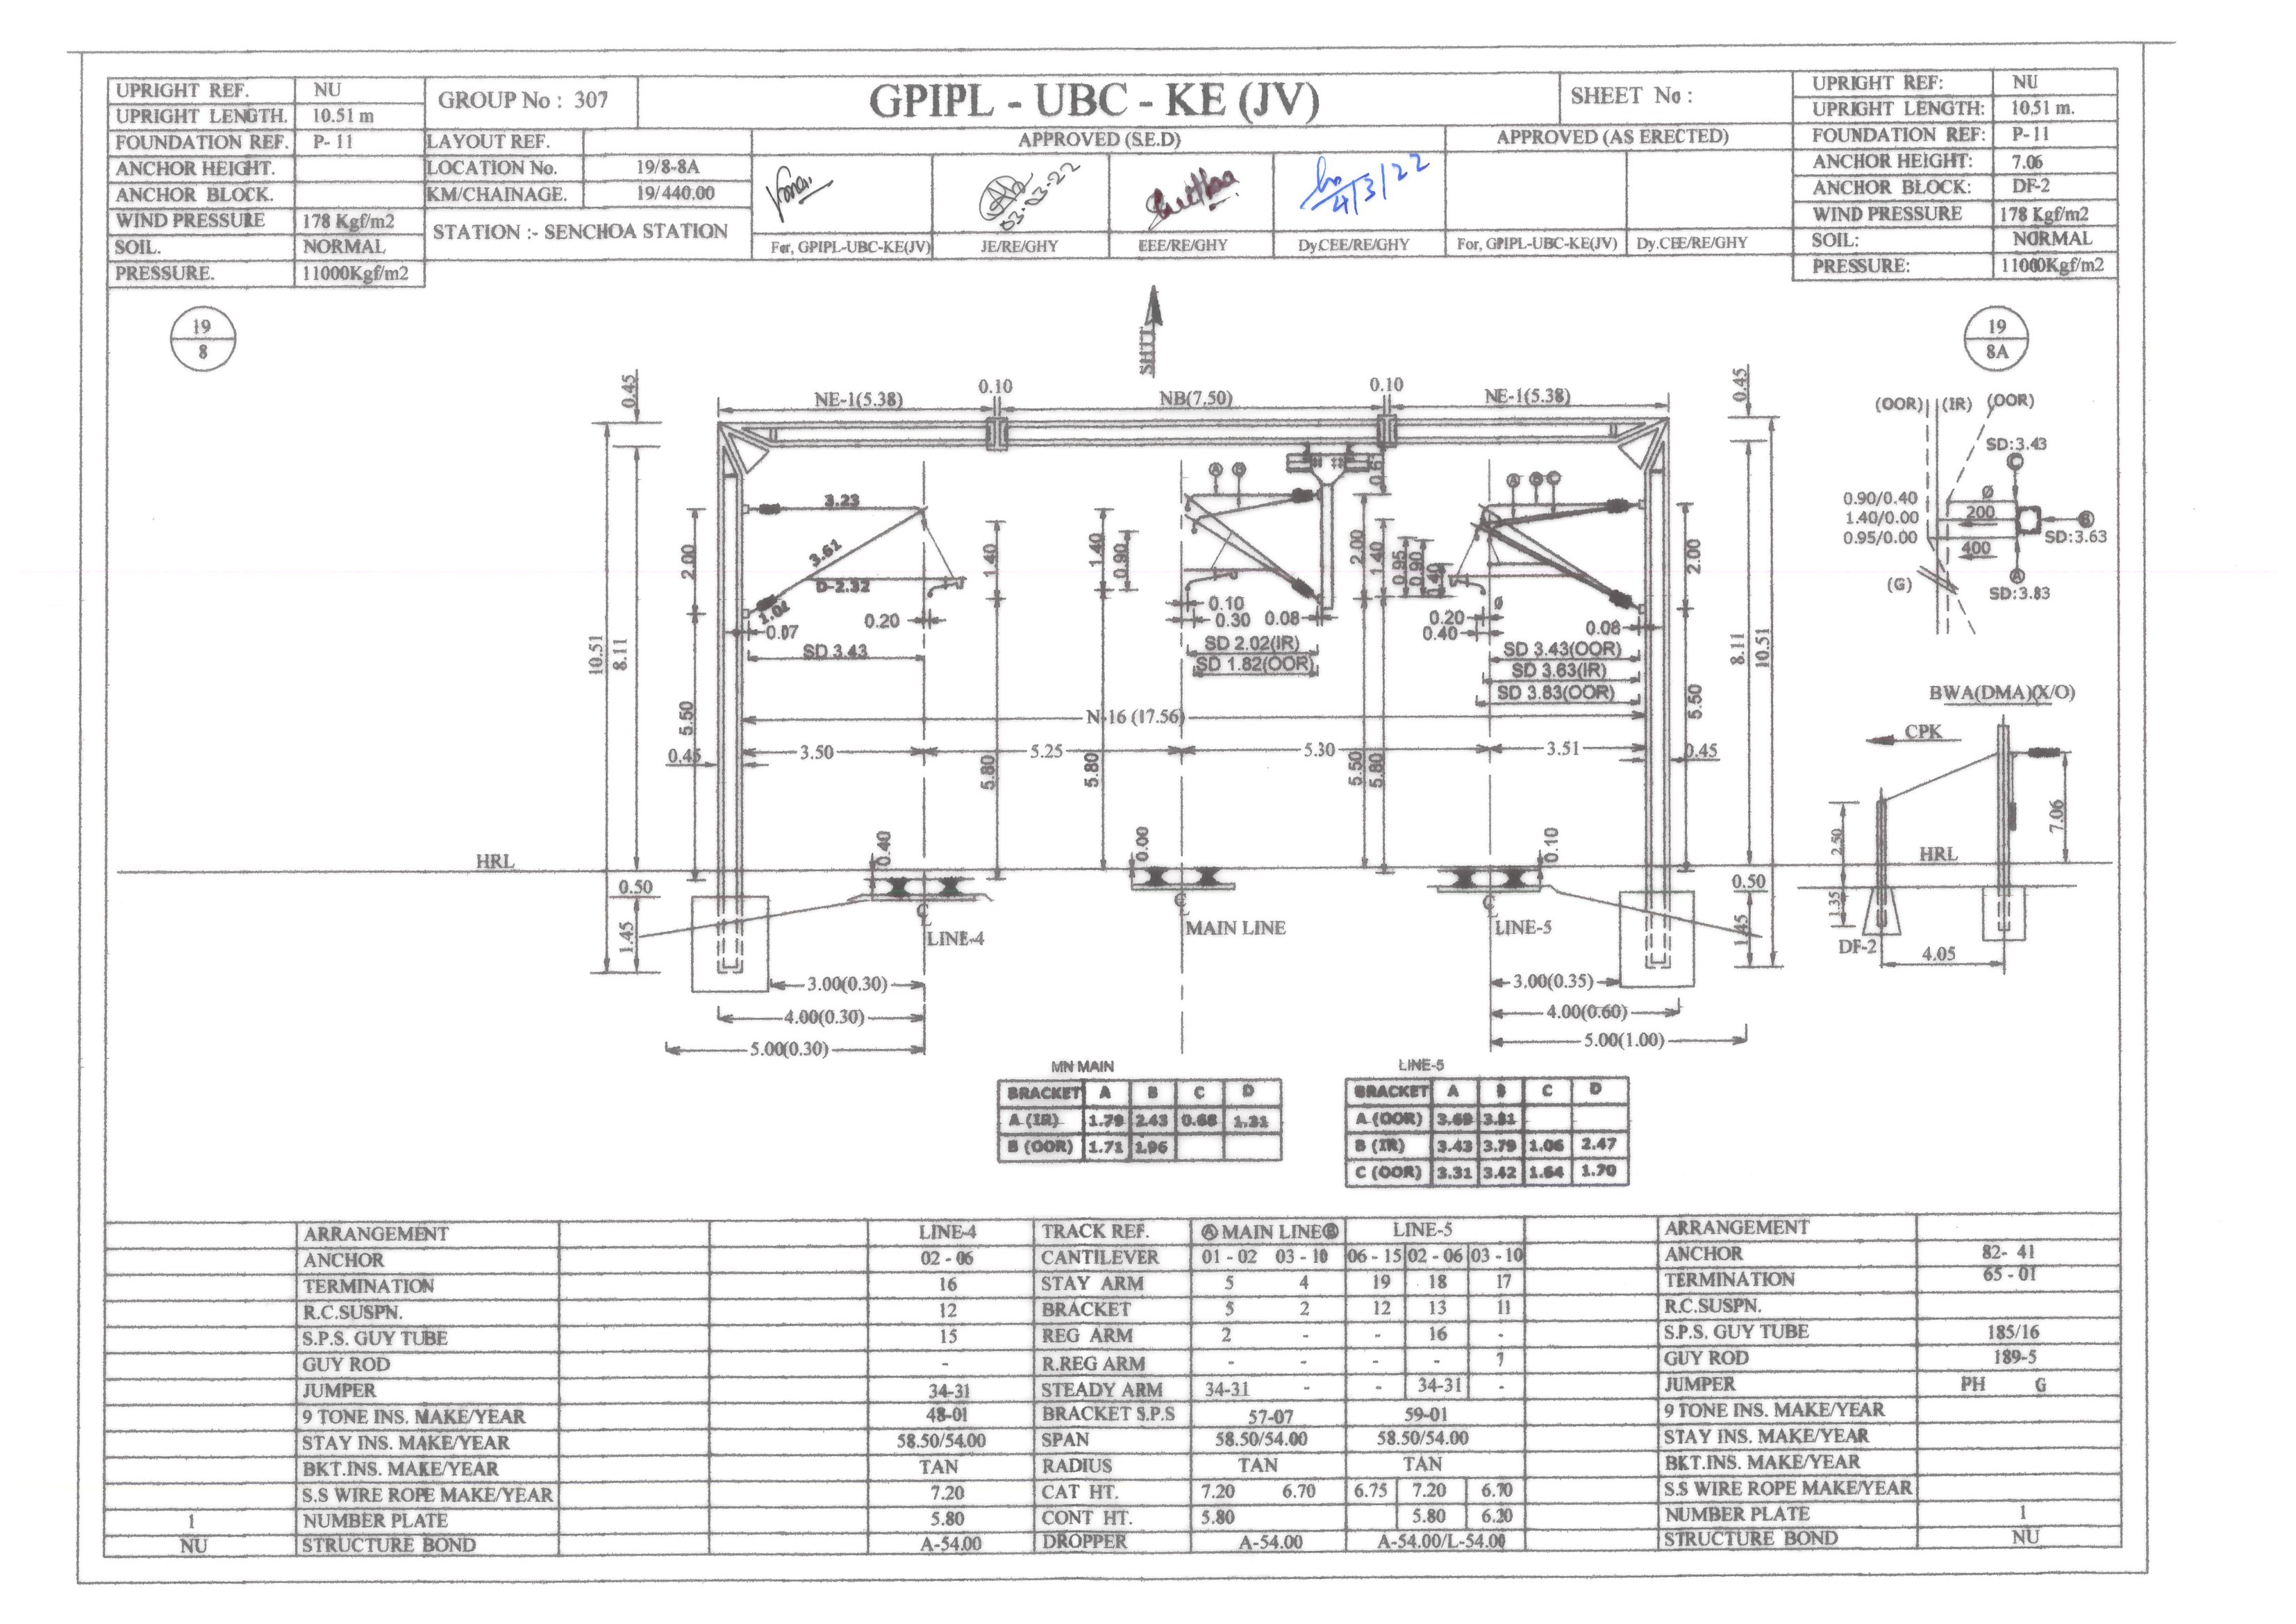 UPRIGHT REF. NU
UPRIGHT LENGTH. 10.51 m
FOUNDATION REF. P- 11
ANCHOR HEIGHT.
ANCHOR BLOCK.
WIND PRESSURE 178 Kgf/m2
SOIL. NORMAL
PRESSURE. 11000Kgf/m2
GROUP No : 307
LAYOUT REF.
LOCATION No. 19/8-8A
KM/CHAINAGE. 19/440.00
STATION :- SENCHOA STATION
GPIPL - UBC - KE (JV)
SHEET No :
APPROVED (S.E.D)
APPROVED (AS ERECTED)
03-03-22
4/3/22
For, GPIPL-UBC-KE(JV) JE/RE/GHY EEE/RE/GHY Dy.CEE/RE/GHY For, GPIPL-UBC-KE(JV) Dy.CEE/RE/GHY
UPRIGHT REF: NU
UPRIGHT LENGTH: 10.51 m.
FOUNDATION REF: P-11
ANCHOR HEIGHT: 7.06
ANCHOR BLOCK: DF-2
WIND PRESSURE 178 Kgf/m2
SOIL: NORMAL
PRESSURE: 11000Kgf/m2
19
8
SHTT
19
8A
0.45
NE-1(5.38)
0.10
NB(7.50)
0.10
NE-1(5.38)
0.45
(OOR) (IR) (OOR)
SD:3.43
C
Ø
0.90/0.40
1.40/0.00
0.95/0.00
200
400
B
SD:3.63
A
SD:3.83
(G)
3.23
3.61
D-2.32
1.02
0.07
0.20
SD 3.43
2.00
1.40
1.40
0.90
A B
0.10
0.30 0.08
SD 2.02(IR)
SD 1.82(OOR)
0.61
2.00
1.40
0.95
0.90
0.40
A B C
Ø
0.20
0.40
0.08
SD 3.43(OOR)
SD 3.63(IR)
SD 3.83(OOR)
2.00
10.51
8.11
5.50
0.45
N-16 (17.56)
3.50
5.25
5.30
3.51
5.80
5.80
5.50
5.80
5.50
0.45
8.11
10.51
BWA(DMA)(X/O)
CPK
2.50
7.06
HRL
1.35
DF-2
4.05
HRL
0.50
1.45
0.40
0.00
0.10
0.50
1.45
LINE-4
MAIN LINE
LINE-5
3.00(0.30)
4.00(0.30)
5.00(0.30)
3.00(0.35)
4.00(0.60)
5.00(1.00)
MN MAIN
BRACKET A B C D
A (IR) 1.79 2.43 0.68 1.21
B (OOR) 1.71 1.96
LINE-5
BRACKET A B C D
A (OOR) 3.69 3.81
B (IR) 3.43 3.79 1.06 2.47
C (OOR) 3.31 3.42 1.64 1.70
ARRANGEMENT LINE-4 TRACK REF. A MAIN LINE B LINE-5 ARRANGEMENT
ANCHOR 02 - 06 CANTILEVER 01 - 02 03 - 10 06 - 15 02 - 06 03 - 10 ANCHOR 82- 41
TERMINATION 16 STAY ARM 5 4 19 18 17 TERMINATION 65 - 01
R.C.SUSPN. 12 BRACKET 5 2 12 13 11 R.C.SUSPN.
S.P.S. GUY TUBE 15 REG ARM 2 - - 16 - S.P.S. GUY TUBE 185/16
GUY ROD - R.REG ARM - - - - 7 GUY ROD 189-5
JUMPER 34-31 STEADY ARM 34-31 - - 34-31 - JUMPER PH G
9 TONE INS. MAKE/YEAR 48-01 BRACKET S.P.S 57-07 59-01 9 TONE INS. MAKE/YEAR
STAY INS. MAKE/YEAR 58.50/54.00 SPAN 58.50/54.00 58.50/54.00 STAY INS. MAKE/YEAR
BKT.INS. MAKE/YEAR TAN RADIUS TAN TAN BKT.INS. MAKE/YEAR
S.S WIRE ROPE MAKE/YEAR 7.20 CAT HT. 7.20 6.70 6.75 7.20 6.70 S.S WIRE ROPE MAKE/YEAR
1 NUMBER PLATE 5.80 CONT HT. 5.80 5.80 6.20 NUMBER PLATE 1
NU STRUCTURE BOND A-54.00 DROPPER A-54.00 A-54.00/L-54.00 STRUCTURE BOND NU